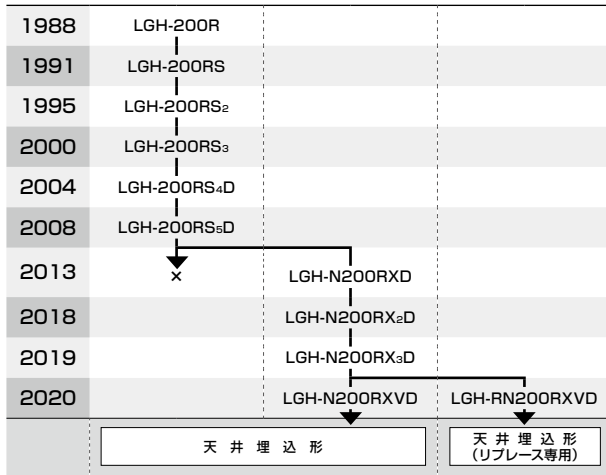 1988 LGH-200R
1991 LGH-200RS
1995 LGH-200RS₂
2000 LGH-200RS₃
2004 LGH-200RS₄D
2008 LGH-200RS₅D
2013 × LGH-N200RXD
2018 LGH-N200RX₂D
2019 LGH-N200RX₃D
2020 LGH-N200RXVD LGH-RN200RXVD
天井埋込形
天井埋込形
(リプレース専用)